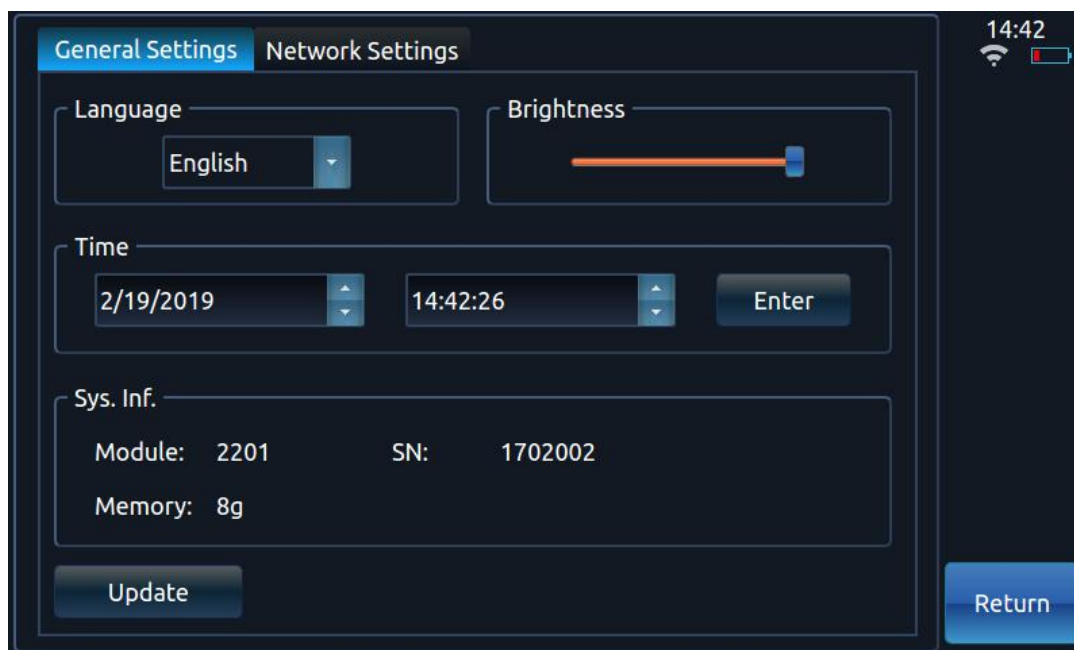 General Settings Network Settings
14:42
Language
Brightness
English
Time
2/19/2019 14:42:26 Enter
Sys. Inf.
Module: 2201 SN: 1702002
Memory: 8g
Update
Return